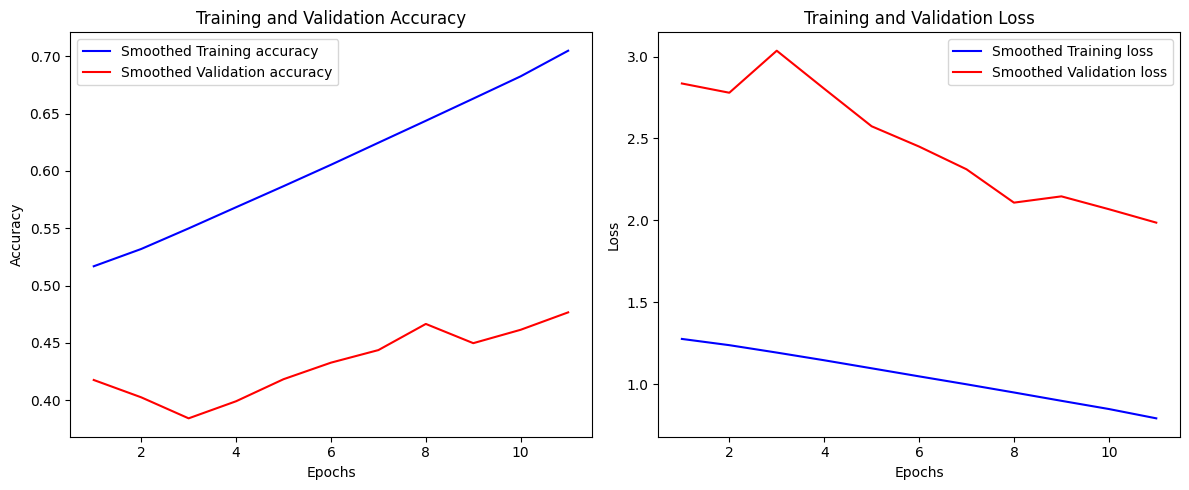 Training and Validation Accuracy
Smoothed Training accuracy
Smoothed Validation accuracy
0.70
0.65
0.60
0.55
0.50
0.45
0.40
Accuracy
2
4
6
8
10
Epochs
Training and Validation Loss
Smoothed Training loss
Smoothed Validation loss
3.0
2.5
2.0
1.5
1.0
Loss
2
4
6
8
10
Epochs